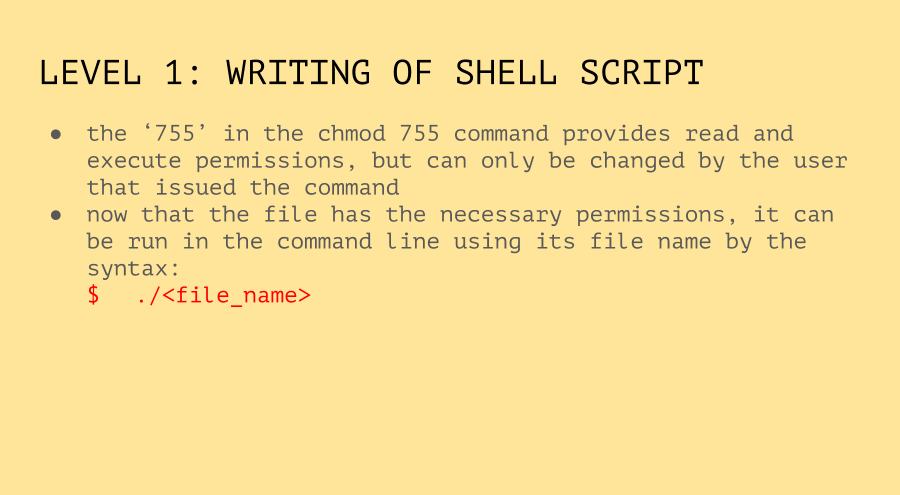 LEVEL 1: WRITING OF SHELL SCRIPT
● the ‘755’ in the chmod 755 command provides read and
execute permissions, but can only be changed by the user
that issued the command
● now that the file has the necessary permissions, it can
be run in the command line using its file name by the
syntax:
$ ./<file_name>